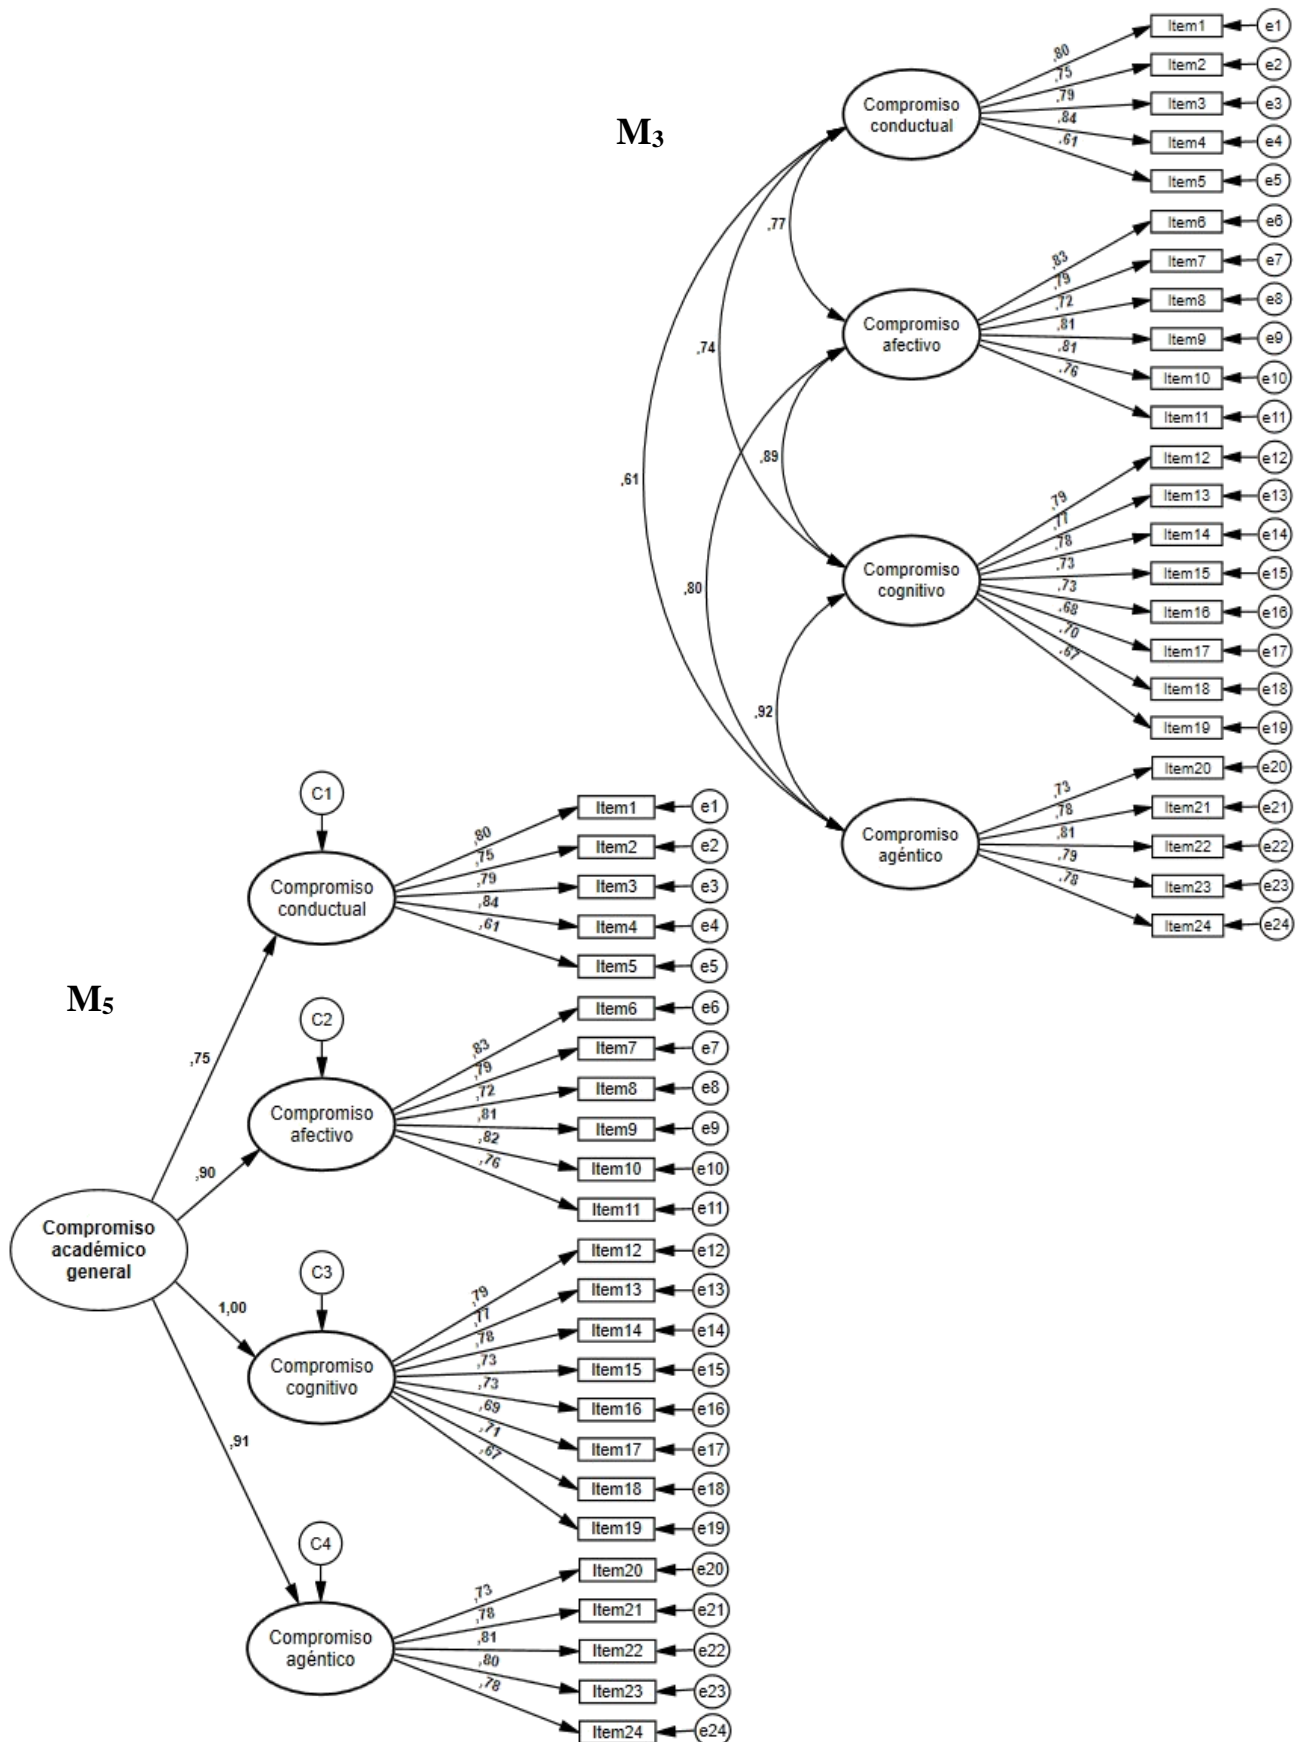 M3
Compromiso
conductual
,80
,75
,79
,84
,61
Item1
e1
Item2
e2
Item3
e3
Item4
e4
Item5
e5
,77
,74
,61
Compromiso
afectivo
,83
,79
,72
,81
,81
,76
Item6
e6
Item7
e7
Item8
e8
Item9
e9
Item10
e10
Item11
e11
,89
,80
Compromiso
cognitivo
,79
,77
,78
,73
,73
,68
,70
,67
Item12
e12
Item13
e13
Item14
e14
Item15
e15
Item16
e16
Item17
e17
Item18
e18
Item19
e19
,92
Compromiso
agéntico
,73
,78
,81
,79
,78
Item20
e20
Item21
e21
Item22
e22
Item23
e23
Item24
e24
M5
Compromiso
académico
general
,75
,90
1,00
,91
C1
Compromiso
conductual
,80
,75
,79
,84
,61
Item1
e1
Item2
e2
Item3
e3
Item4
e4
Item5
e5
C2
Compromiso
afectivo
,83
,79
,72
,81
,82
,76
Item6
e6
Item7
e7
Item8
e8
Item9
e9
Item10
e10
Item11
e11
C3
Compromiso
cognitivo
,79
,77
,78
,73
,73
,69
,71
,67
Item12
e12
Item13
e13
Item14
e14
Item15
e15
Item16
e16
Item17
e17
Item18
e18
Item19
e19
C4
Compromiso
agéntico
,73
,78
,81
,80
,78
Item20
e20
Item21
e21
Item22
e22
Item23
e23
Item24
e24